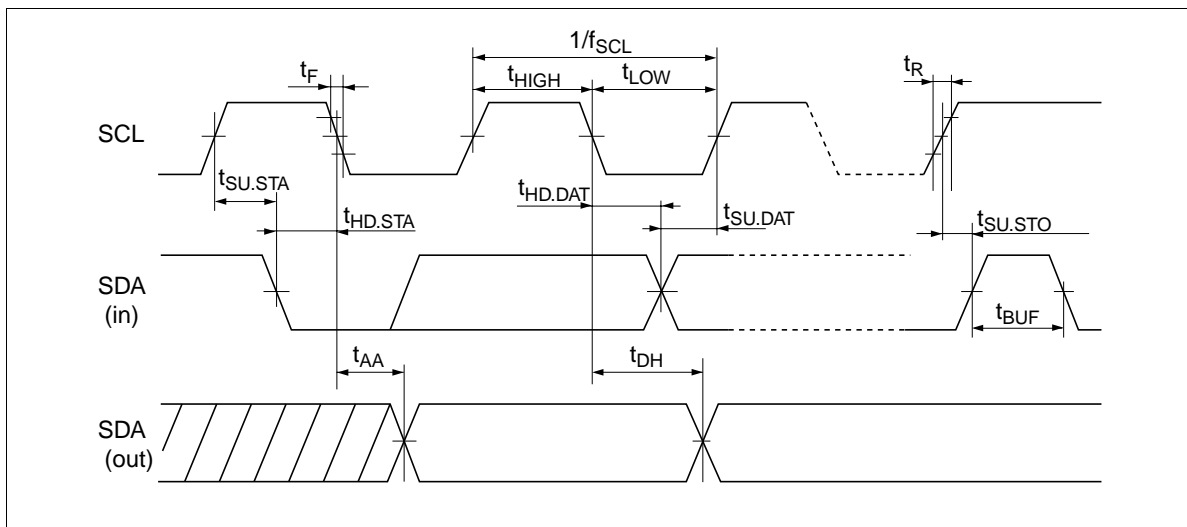 1/fSCL
tF
tHIGH
tLOW
tR
SCL
tSU.STA
tHD.DAT
tHD.STA
tSU.DAT
tSU.STO
SDA
(in)
tBUF
tAA
tDH
SDA
(out)